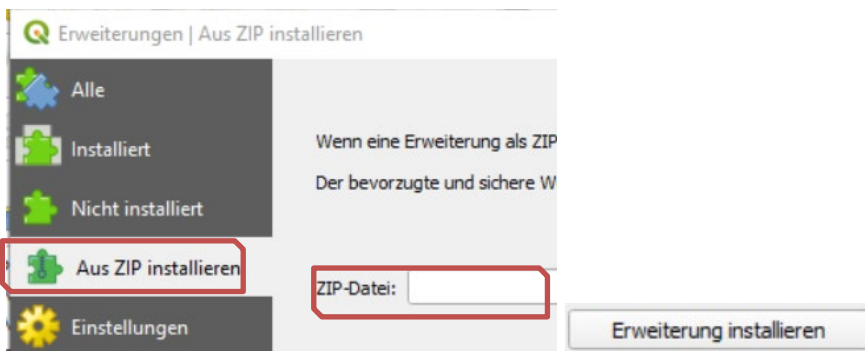 Erweiterungen | Aus ZIP installieren
Alle
Installiert
Wenn eine Erweiterung als ZIP
Der bevorzugte und sichere W
Nicht installiert
Aus ZIP installieren
ZIP-Datei:
Einstellungen
Erweiterung installieren